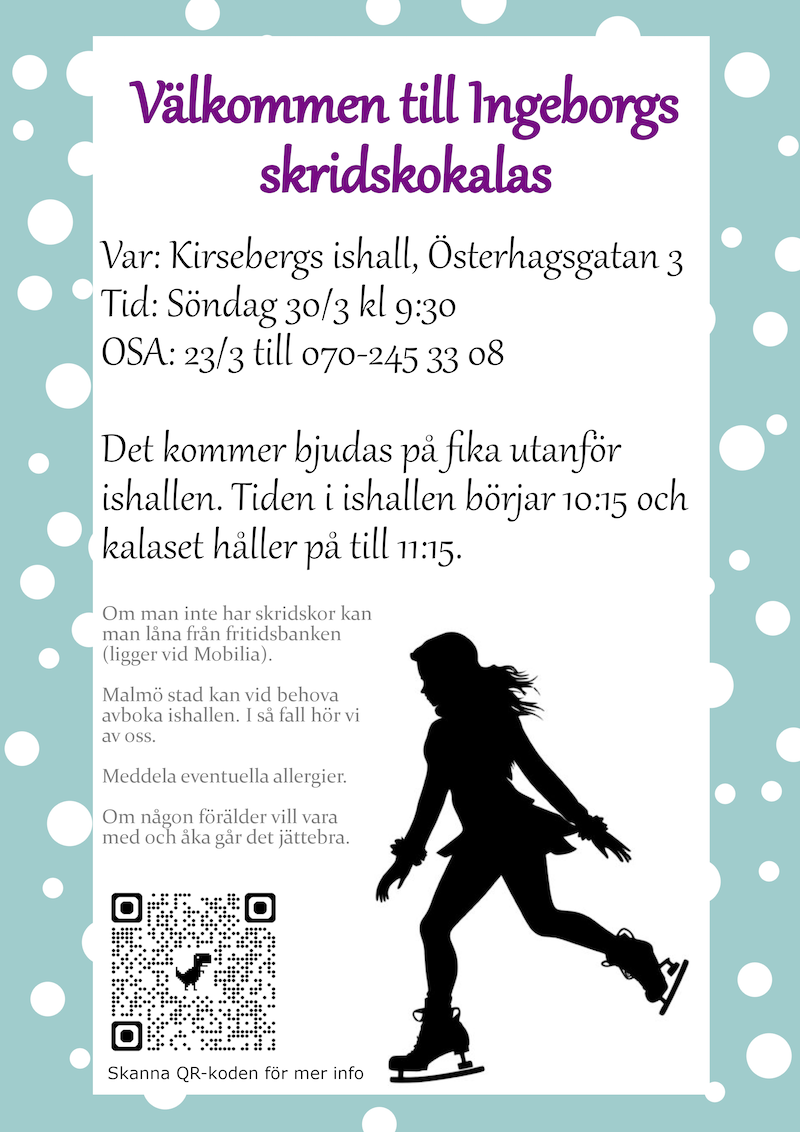 Välkommen till Ingeborgs
skridskokalas
Var: Kirsebergs ishall, Österhagsgatan 3
Tid: Söndag 30/3 kl 9:30
OSA: 23/3 till 070-245 33 08
Det kommer bjudas på fika utanför
ishallen. Tiden i ishallen börjar 10:15 och
kalaset håller på till 11:15.
Om man inte har skridskor kan
man låna från fritidsbanken
(ligger vid Mobilia).
Malmö stad kan vid behova
avboka ishallen. I så fall hör vi
av oss.
Meddela eventuella allergier.
Om någon förälder vill vara
med och åka går det jättebra.
Skanna QR-koden för mer info